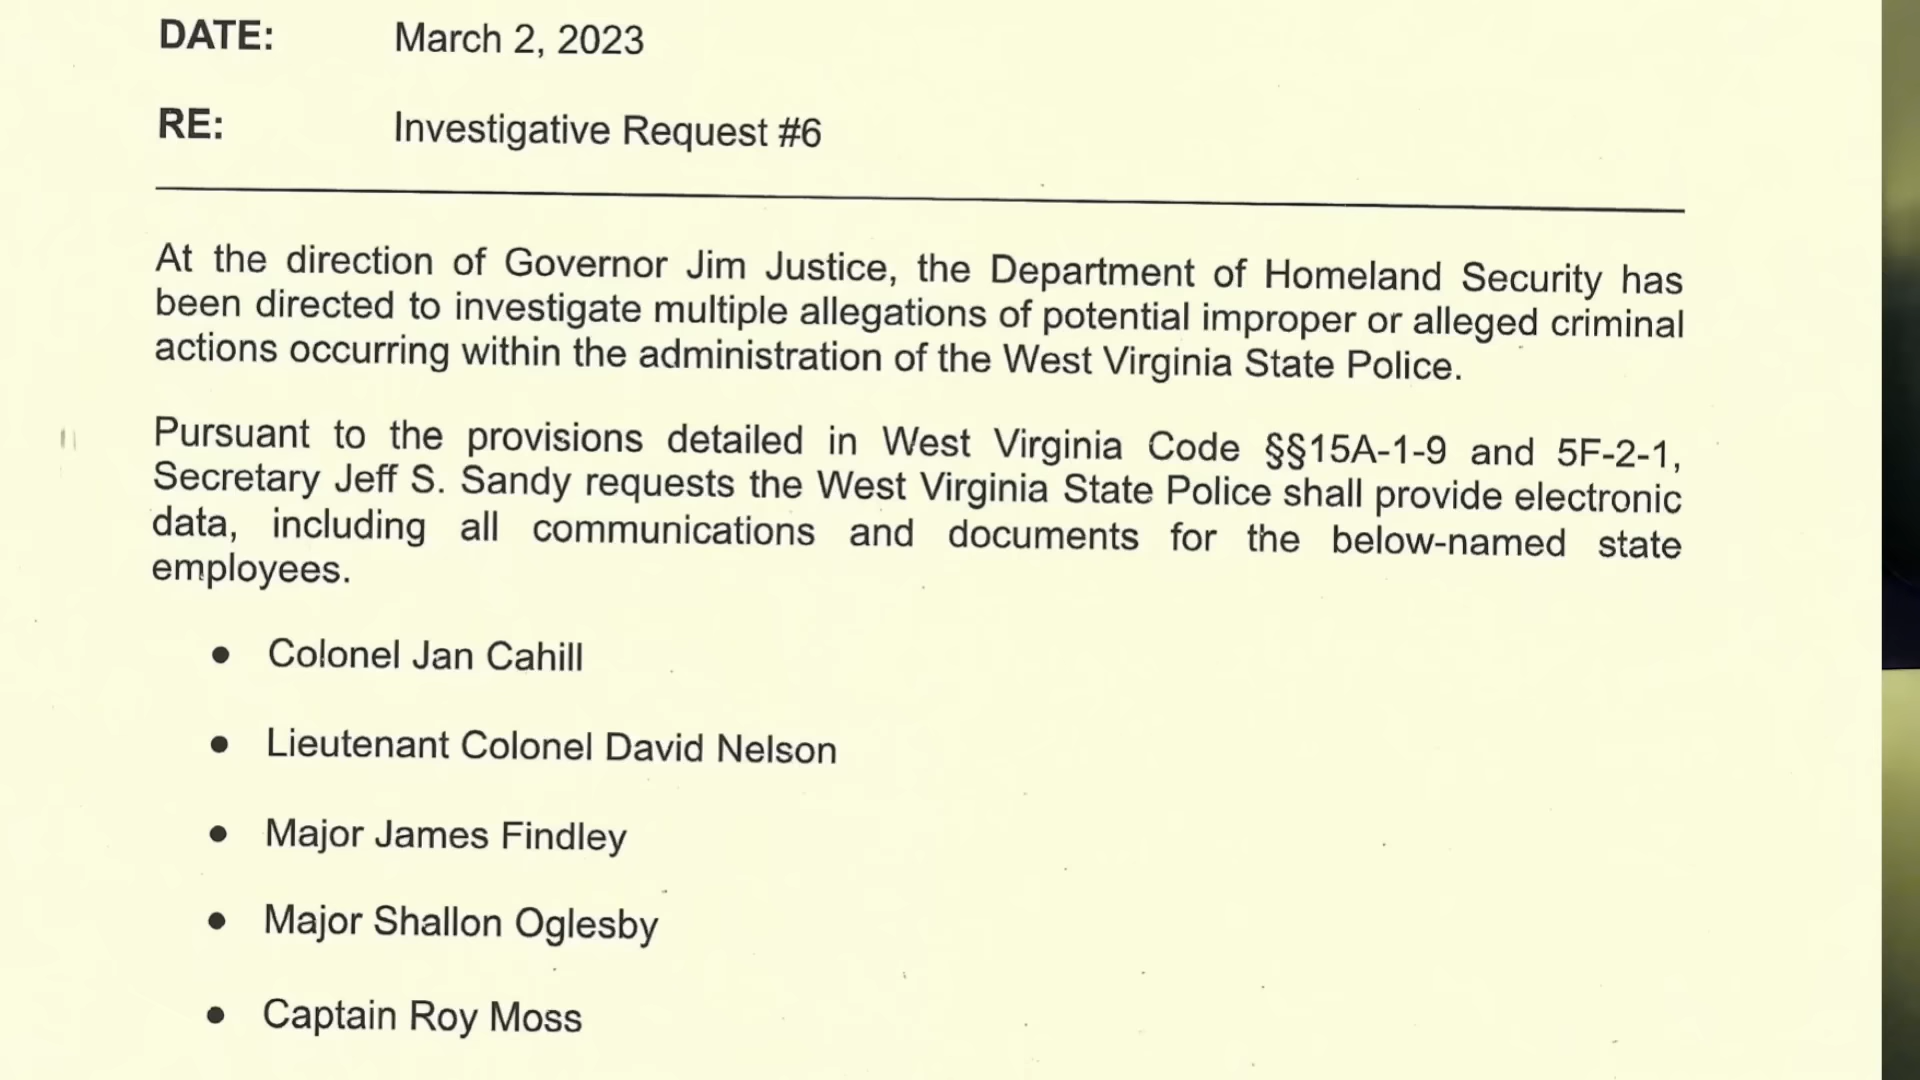 DATE: March 2, 2023
RE: Investigative Request #6
At the direction of Governor Jim Justice, the Department of Homeland Security has
been directed to investigate multiple allegations of potential improper or alleged criminal
actions occurring within the administration of the West Virginia State Police.
Pursuant to the provisions detailed in West Virginia Code §§15A-1-9 and 5F-2-1,
Secretary Jeff S. Sandy requests the West Virginia State Police shall provide electronic
data, including all communications and documents for the below-named state
employees.
• Colonel Jan Cahill
• Lieutenant Colonel David Nelson
• Major James Findley
• Major Shallon Oglesby
• Captain Roy Moss